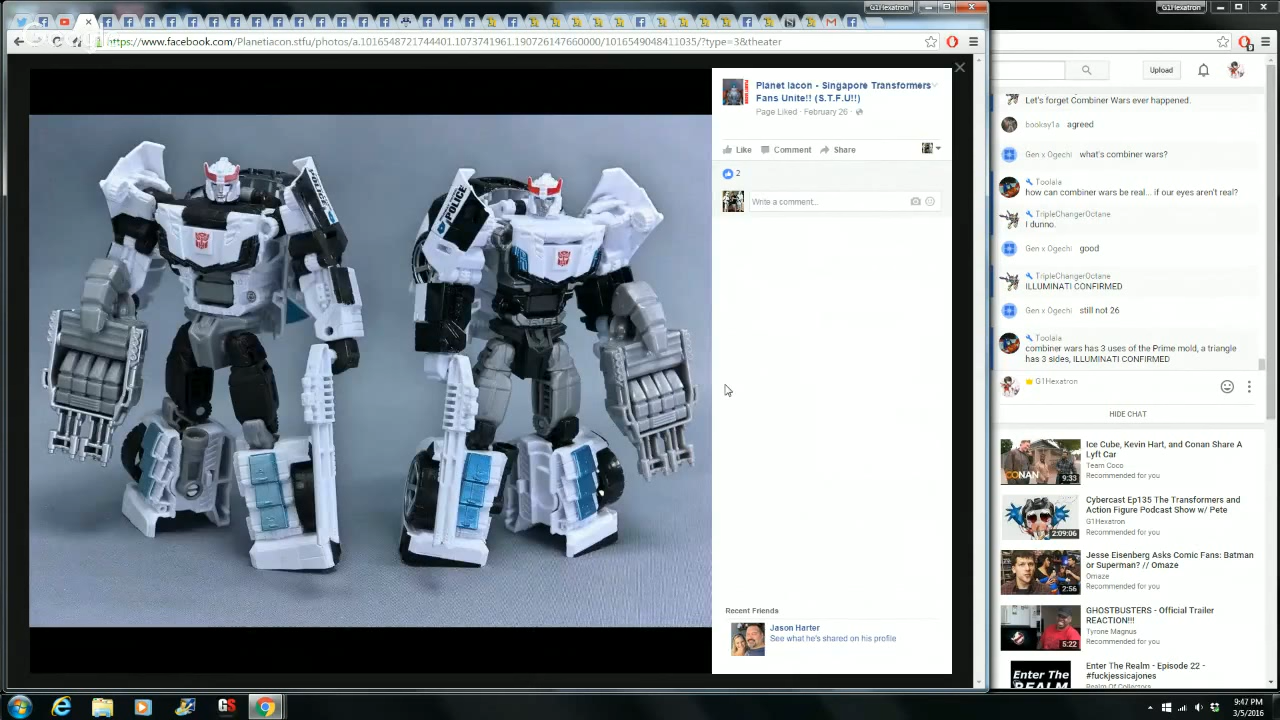 G1Hexatron
https://www.facebook.com/Planetiacon.stfu/photos/a.1016548721744401.1073741961.190726147660000/1016549048411035/?type=3&theater
Planet Iacon - Singapore Transformers
Fans Unite!! (S.T.F.U!!)
Page Liked · February 26 ·
Like Comment Share
2
Write a comment...
POLICE
Recent Friends
Jason Harter
See what he's shared on his profile
G1Hexatron
Upload
Let's forget Combiner Wars ever happened.
booksy1a agreed
Gen x Ogechi what's combiner wars?
Toolala
how can combiner wars be real... if our eyes aren't real?
TripleChangerOctane
I dunno.
Gen x Ogechi good
TripleChangerOctane
ILLUMINATI CONFIRMED
Gen x Ogechi still not 26
Toolala
combiner wars has 3 uses of the Prime mold, a triangle
has 3 sides, ILLUMINATI CONFIRMED
G1Hexatron
HIDE CHAT
CONAN
9:33
Ice Cube, Kevin Hart, and Conan Share A
Lyft Car
Team Coco
Recommended for you
2:09:06
Cybercast Ep135 The Transformers and
Action Figure Podcast Show w/ Pete
G1Hexatron
Recommended for you
2:56
Jesse Eisenberg Asks Comic Fans: Batman
or Superman? // Omaze
Omaze
Recommended for you
5:22
GHOSTBUSTERS - Official Trailer
REACTION!!!
Tyrone Magnus
Recommended for you
Enter The
REALM
Enter The Realm - Episode 22 -
#fuckjessicajones
Realm Of Collectors
GS
9:47 PM
3/5/2016